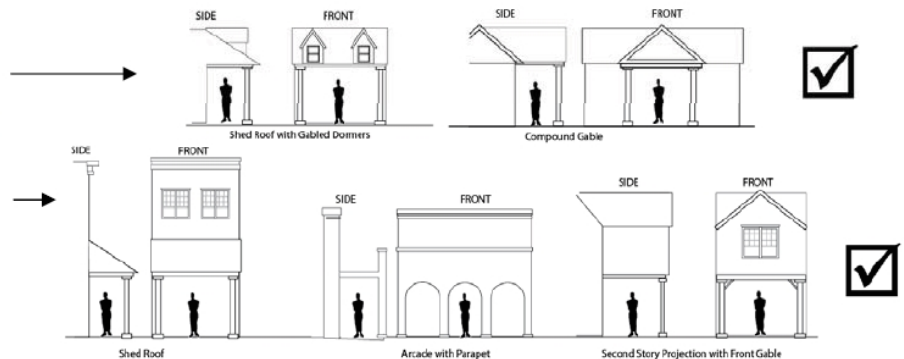 SIDE
FRONT
SIDE
FRONT
Shed Roof with Gabled Dormers
Compound Gable
SIDE
FRONT
SIDE
FRONT
SIDE
FRONT
Shed Roof
Arcade with Parapet
Second Story Projection with Front Gable